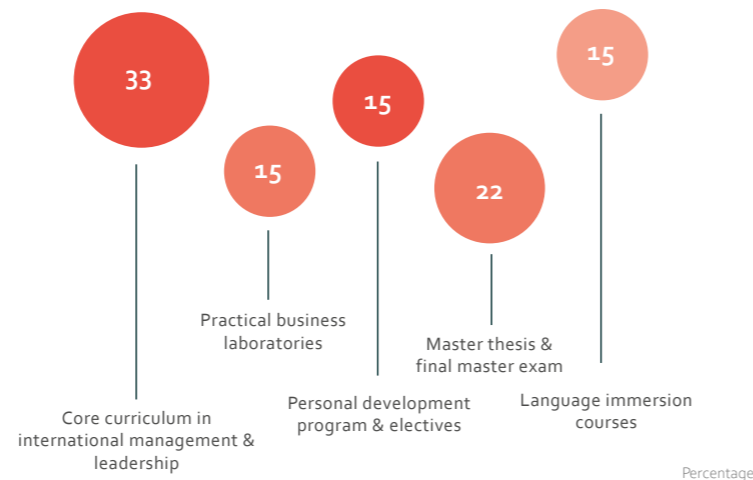 33
15
15
22
15
Practical business
laboratories
Master thesis &
final master exam
Personal development
program & electives
Language immersion
courses
Core curriculum in
international management &
leadership
Percentage